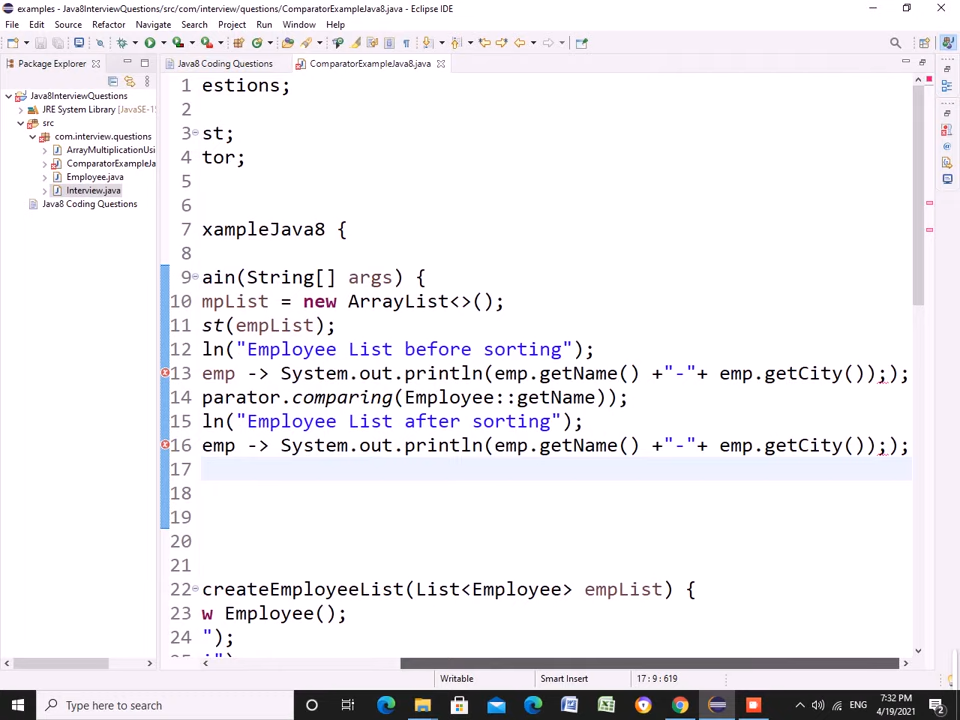 examples - Java8InterviewQuestions/src/com/interview/questions/ComparatorExampleJava8.java - Eclipse IDE
File Edit Source Refactor Navigate Search Project Run Window Help
Package Explorer
Java8 Coding Questions
ComparatorExampleJava8.java
Java8InterviewQuestions
JRE System Library [JavaSE-15
src
com.interview.questions
ArrayMultiplicationUsi
ComparatorExampleJa
Employee.java
Interview.java
Java8 Coding Questions
1 estions;
2
3 st;
4 tor;
5
6
7 xampleJava8 {
8
9 ain(String[] args) {
10 mpList = new ArrayList<>();
11 st(empList);
12 ln("Employee List before sorting");
13 emp -> System.out.println(emp.getName() +"-"+ emp.getCity()););
14 parator.comparing(Employee::getName));
15 ln("Employee List after sorting");
16 emp -> System.out.println(emp.getName() +"-"+ emp.getCity()););
17
18
19
20
21
22 createEmployeeList(List<Employee> empList) {
23 w Employee();
24 ");
Writable Smart Insert 17 : 9 : 619
Type here to search
7:32 PM
4/19/2021
2